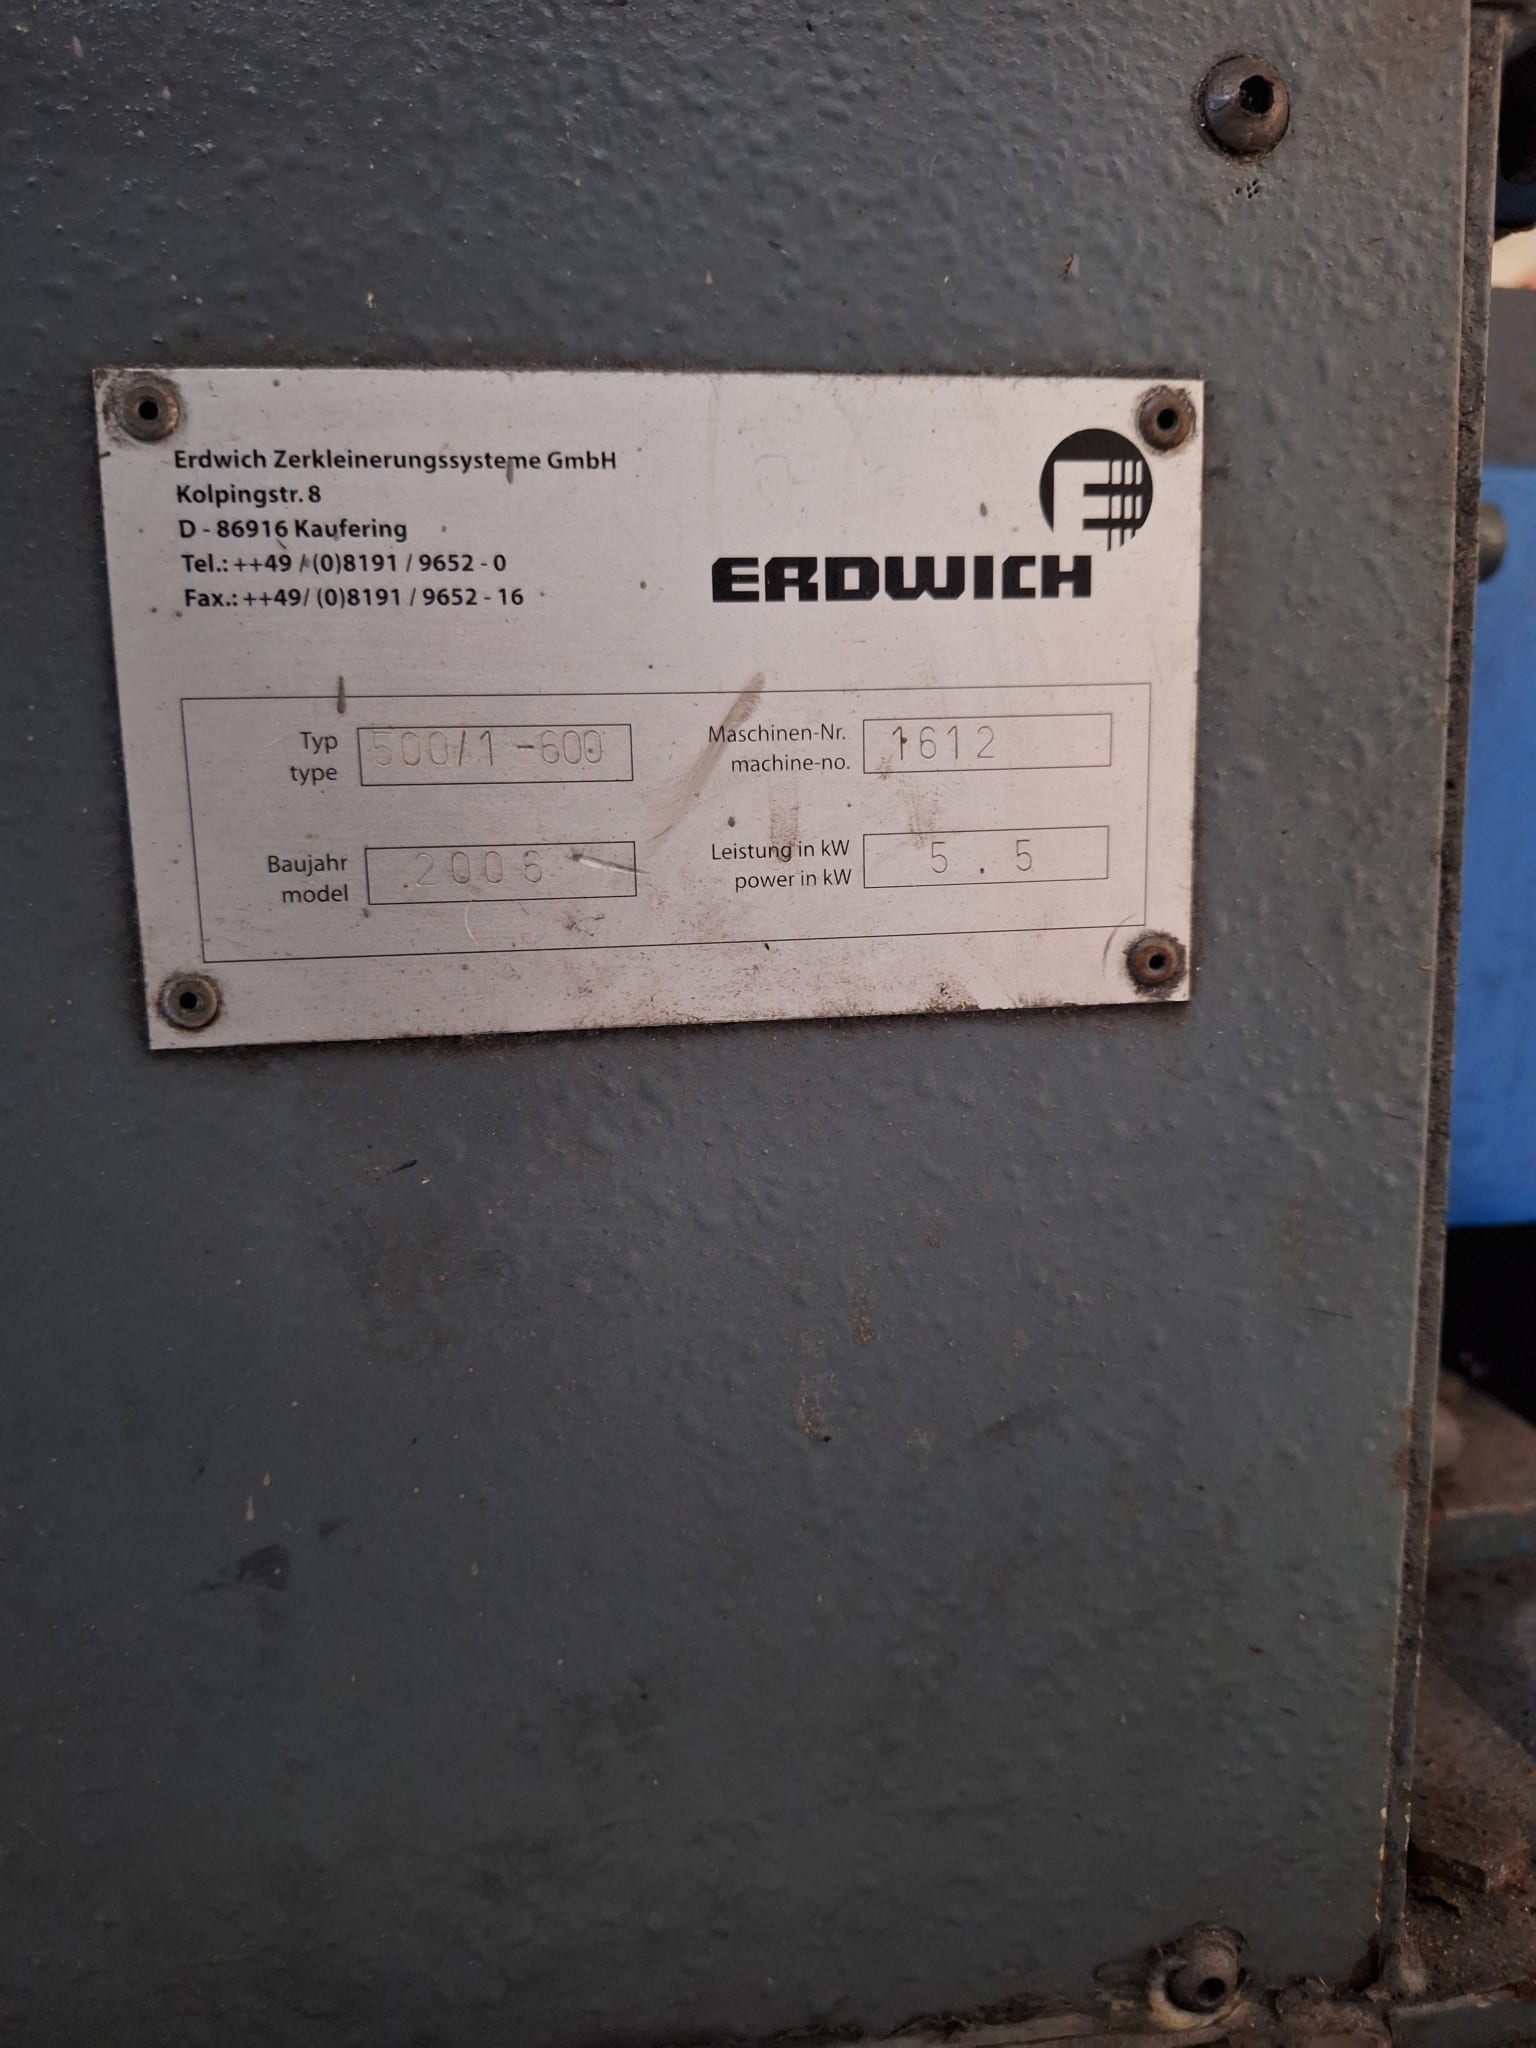 Erdwich Zerkleinerungssysteme GmbH
Kolpingstr. 8
D - 86916 Kaufering
Tel.: ++49 / (0)8191 / 9652 - 0
Fax.: ++49/ (0)8191 / 9652 - 16
ERDWICH
Typ
type
500/1-600
Maschinen-Nr.
machine-no.
1612
Baujahr
model
2006
Leistung in kW
power in kW
5.5